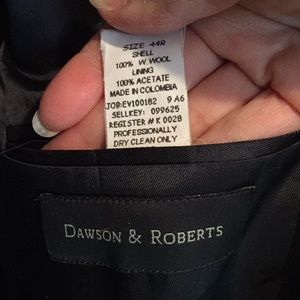 SIZE 44R
SHELL
100% W.WOOL
LINING
100% ACETATE
MADE IN COLOMBIA
JOB:EV100182 9 A6
SELLKEY: 099625
REGISTER # K 0028
PROFESSIONALLY
DRY CLEAN ONLY
DAWSON & ROBERTS